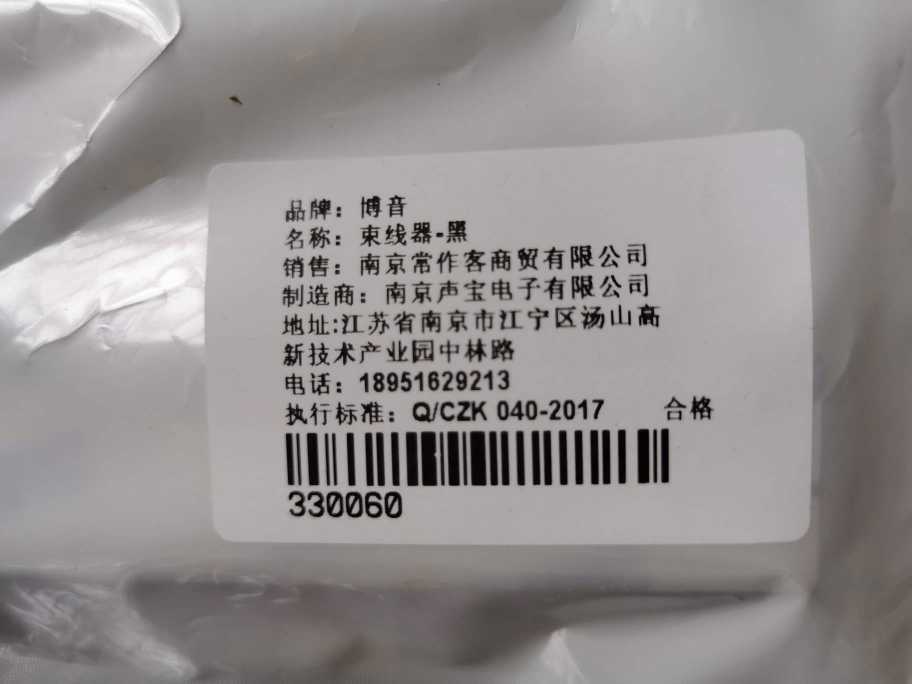 品牌：博音
名称：束线器-黑
销售：南京常作客商贸有限公司
制造商：南京声宝电子有限公司
地址:江苏省南京市江宁区汤山高
新技术产业园中林路
电话：18951629213
执行标准：Q/CZK 040-2017 合格
330060